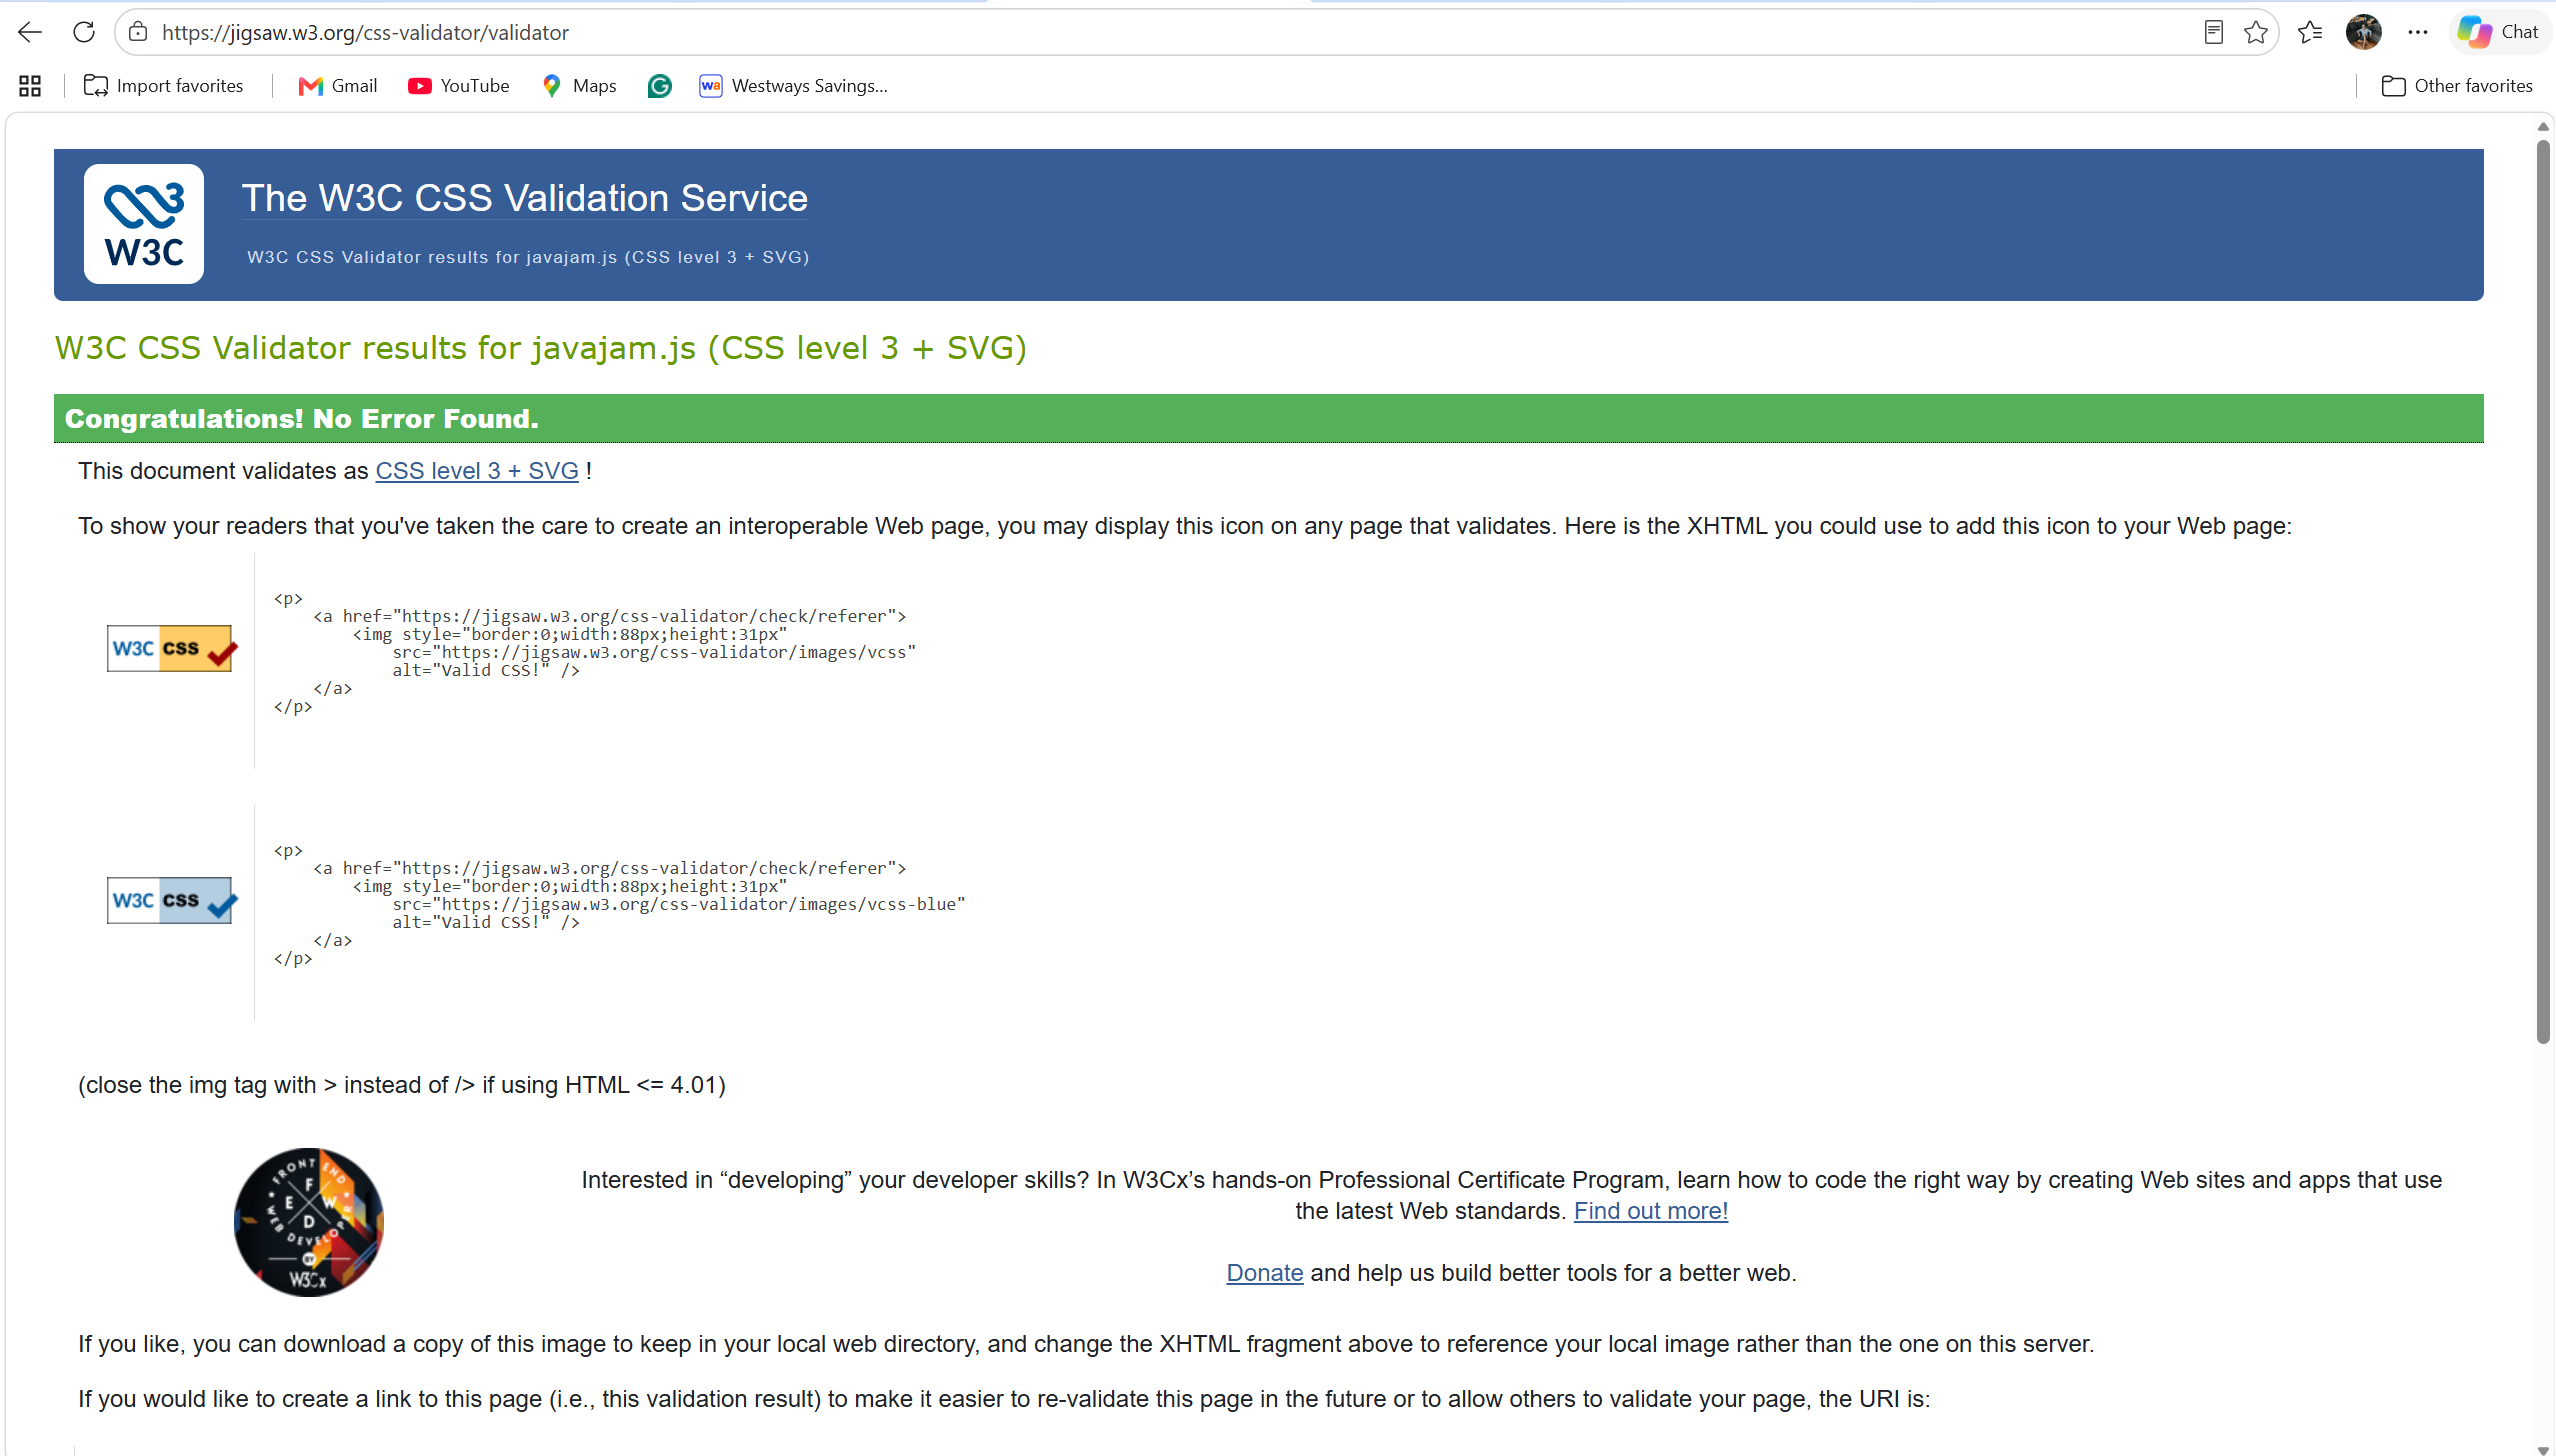 https://jigsaw.w3.org/css-validator/validator
Chat
Import favorites
Gmail
YouTube
Maps
wa
Westways Savings...
Other favorites
W3C
The W3C CSS Validation Service
W3C CSS Validator results for javajam.js (CSS level 3 + SVG)
W3C CSS Validator results for javajam.js (CSS level 3 + SVG)
Congratulations! No Error Found.
This document validates as CSS level 3 + SVG !
To show your readers that you've taken the care to create an interoperable Web page, you may display this icon on any page that validates. Here is the XHTML you could use to add this icon to your Web page:
W3C CSS
<p>
    <a href="https://jigsaw.w3.org/css-validator/check/referer">
        <img style="border:0;width:88px;height:31px"
            src="https://jigsaw.w3.org/css-validator/images/vcss"
            alt="Valid CSS!" />
    </a>
</p>
W3C CSS
<p>
    <a href="https://jigsaw.w3.org/css-validator/check/referer">
        <img style="border:0;width:88px;height:31px"
            src="https://jigsaw.w3.org/css-validator/images/vcss-blue"
            alt="Valid CSS!" />
    </a>
</p>
(close the img tag with > instead of /> if using HTML <= 4.01)
FRONT END
F
E W
D
WEB DEVELOPER
BY
W3Cx
Interested in “developing” your developer skills? In W3Cx’s hands-on Professional Certificate Program, learn how to code the right way by creating Web sites and apps that use
the latest Web standards. Find out more!
Donate and help us build better tools for a better web.
If you like, you can download a copy of this image to keep in your local web directory, and change the XHTML fragment above to reference your local image rather than the one on this server.
If you would like to create a link to this page (i.e., this validation result) to make it easier to re-validate this page in the future or to allow others to validate your page, the URI is: